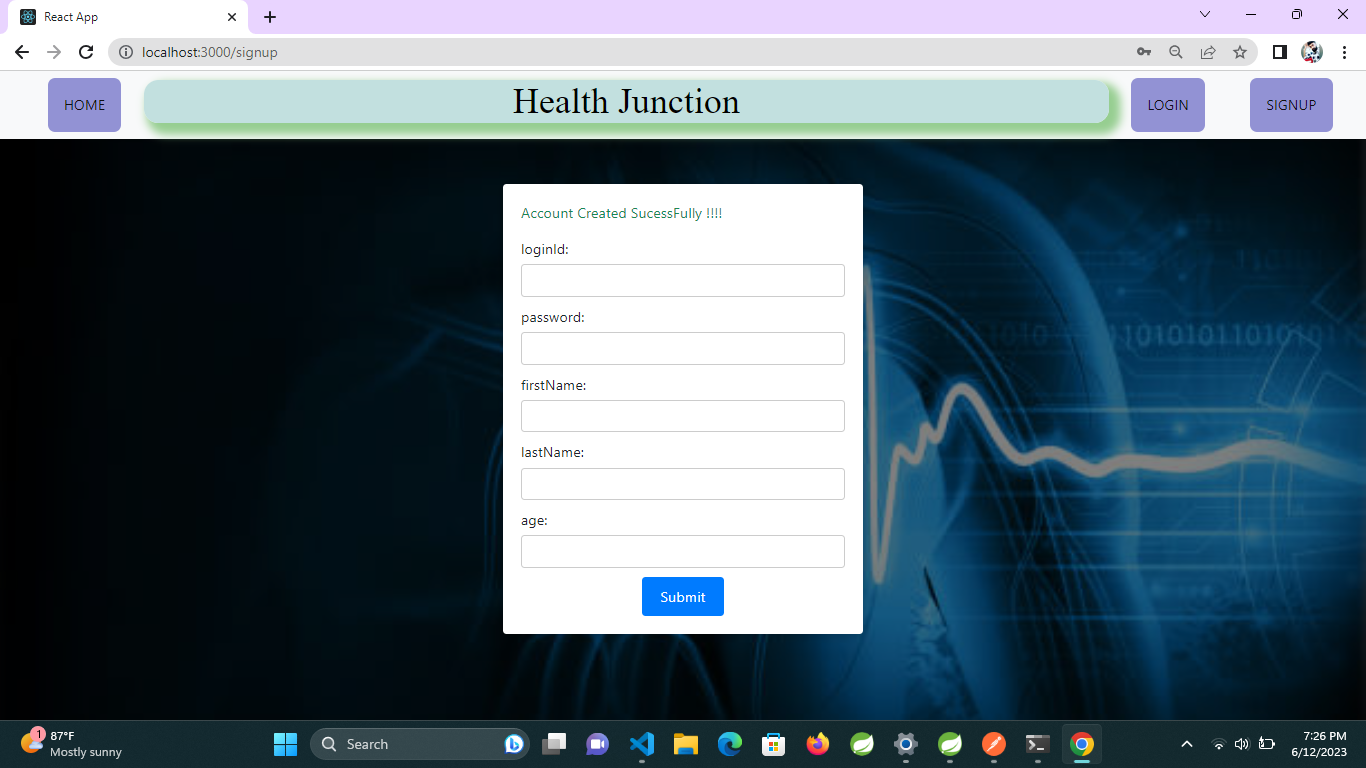 React App
localhost:3000/signup
HOME
Health Junction
LOGIN
SIGNUP
Account Created SucessFully !!!!
loginId:
password:
firstName:
lastName:
age:
Submit
1
87°F
Mostly sunny
Search
7:26 PM
6/12/2023